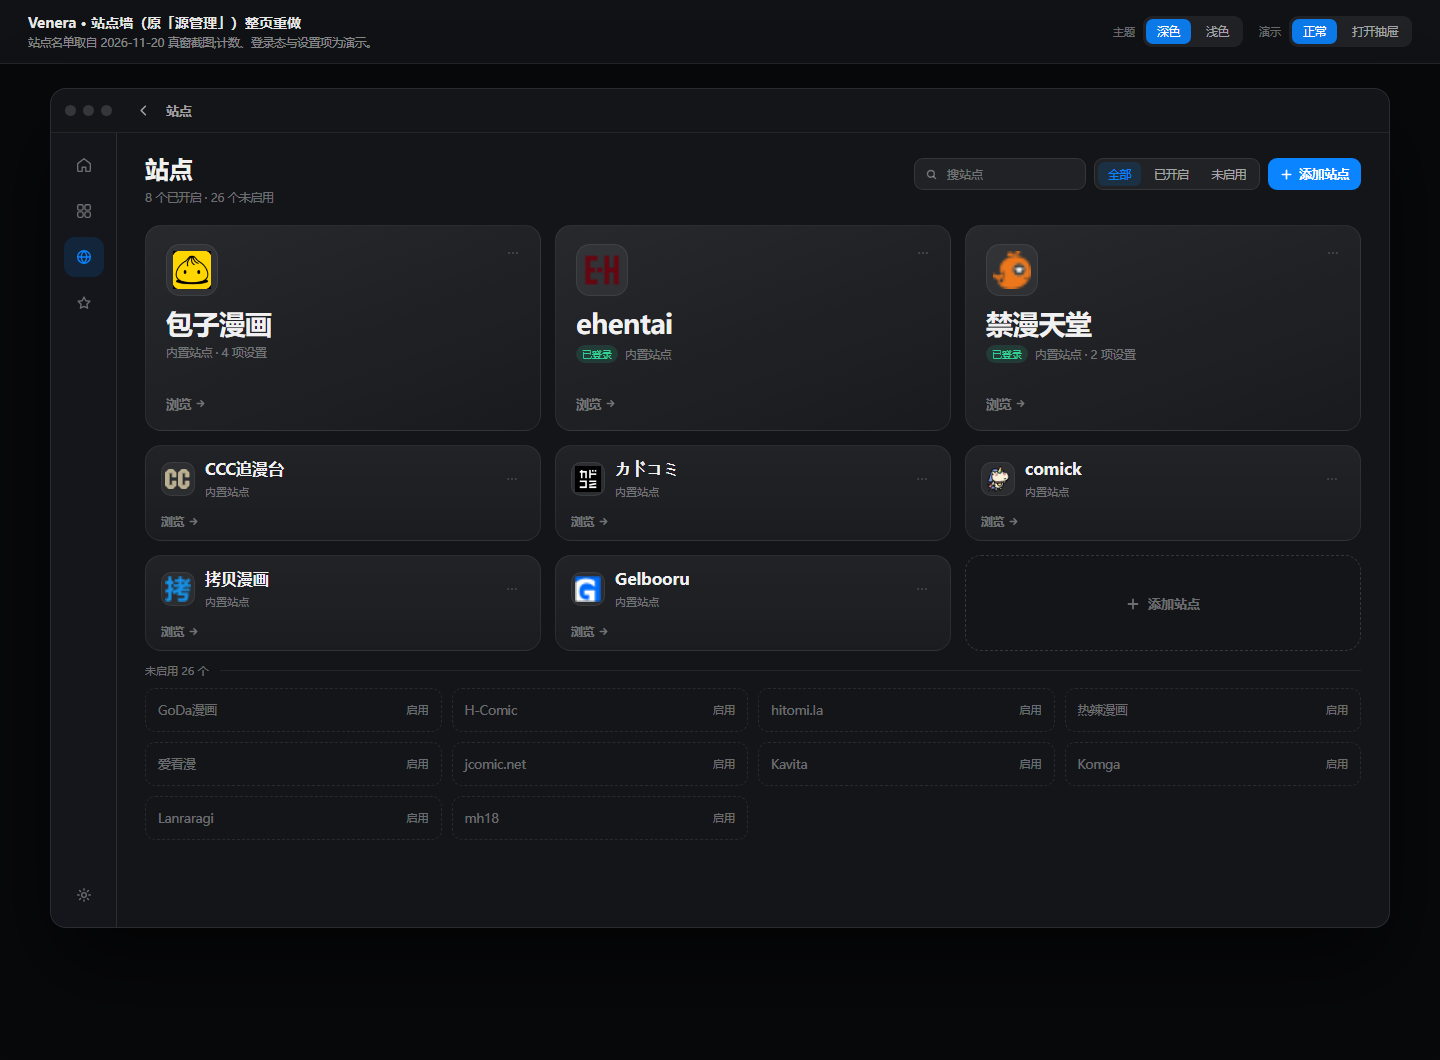 Venera • 站点墙（原「源管理」）整页重做
站点名单取自 2026-11-20 真窗截图;计数、登录态与设置项为演示。
主题 深色 浅色 演示 正常 打开抽屉
站点
站点
8 个已开启 · 26 个未启用
搜站点
全部 已开启 未启用
添加站点
包子漫画
内置站点 · 4 项设置
浏览
E-H
ehentai
已登录 内置站点
浏览
禁漫天堂
已登录 内置站点 · 2 项设置
浏览
CC
CCC追漫台
内置站点
浏览
カド
コミ
カドコミ
内置站点
浏览
comick
内置站点
浏览
拷
拷贝漫画
内置站点
浏览
G
Gelbooru
内置站点
浏览
添加站点
未启用 26 个
GoDa漫画 启用
H-Comic 启用
hitomi.la 启用
热辣漫画 启用
爱看漫 启用
jcomic.net 启用
Kavita 启用
Komga 启用
Lanraragi 启用
mh18 启用